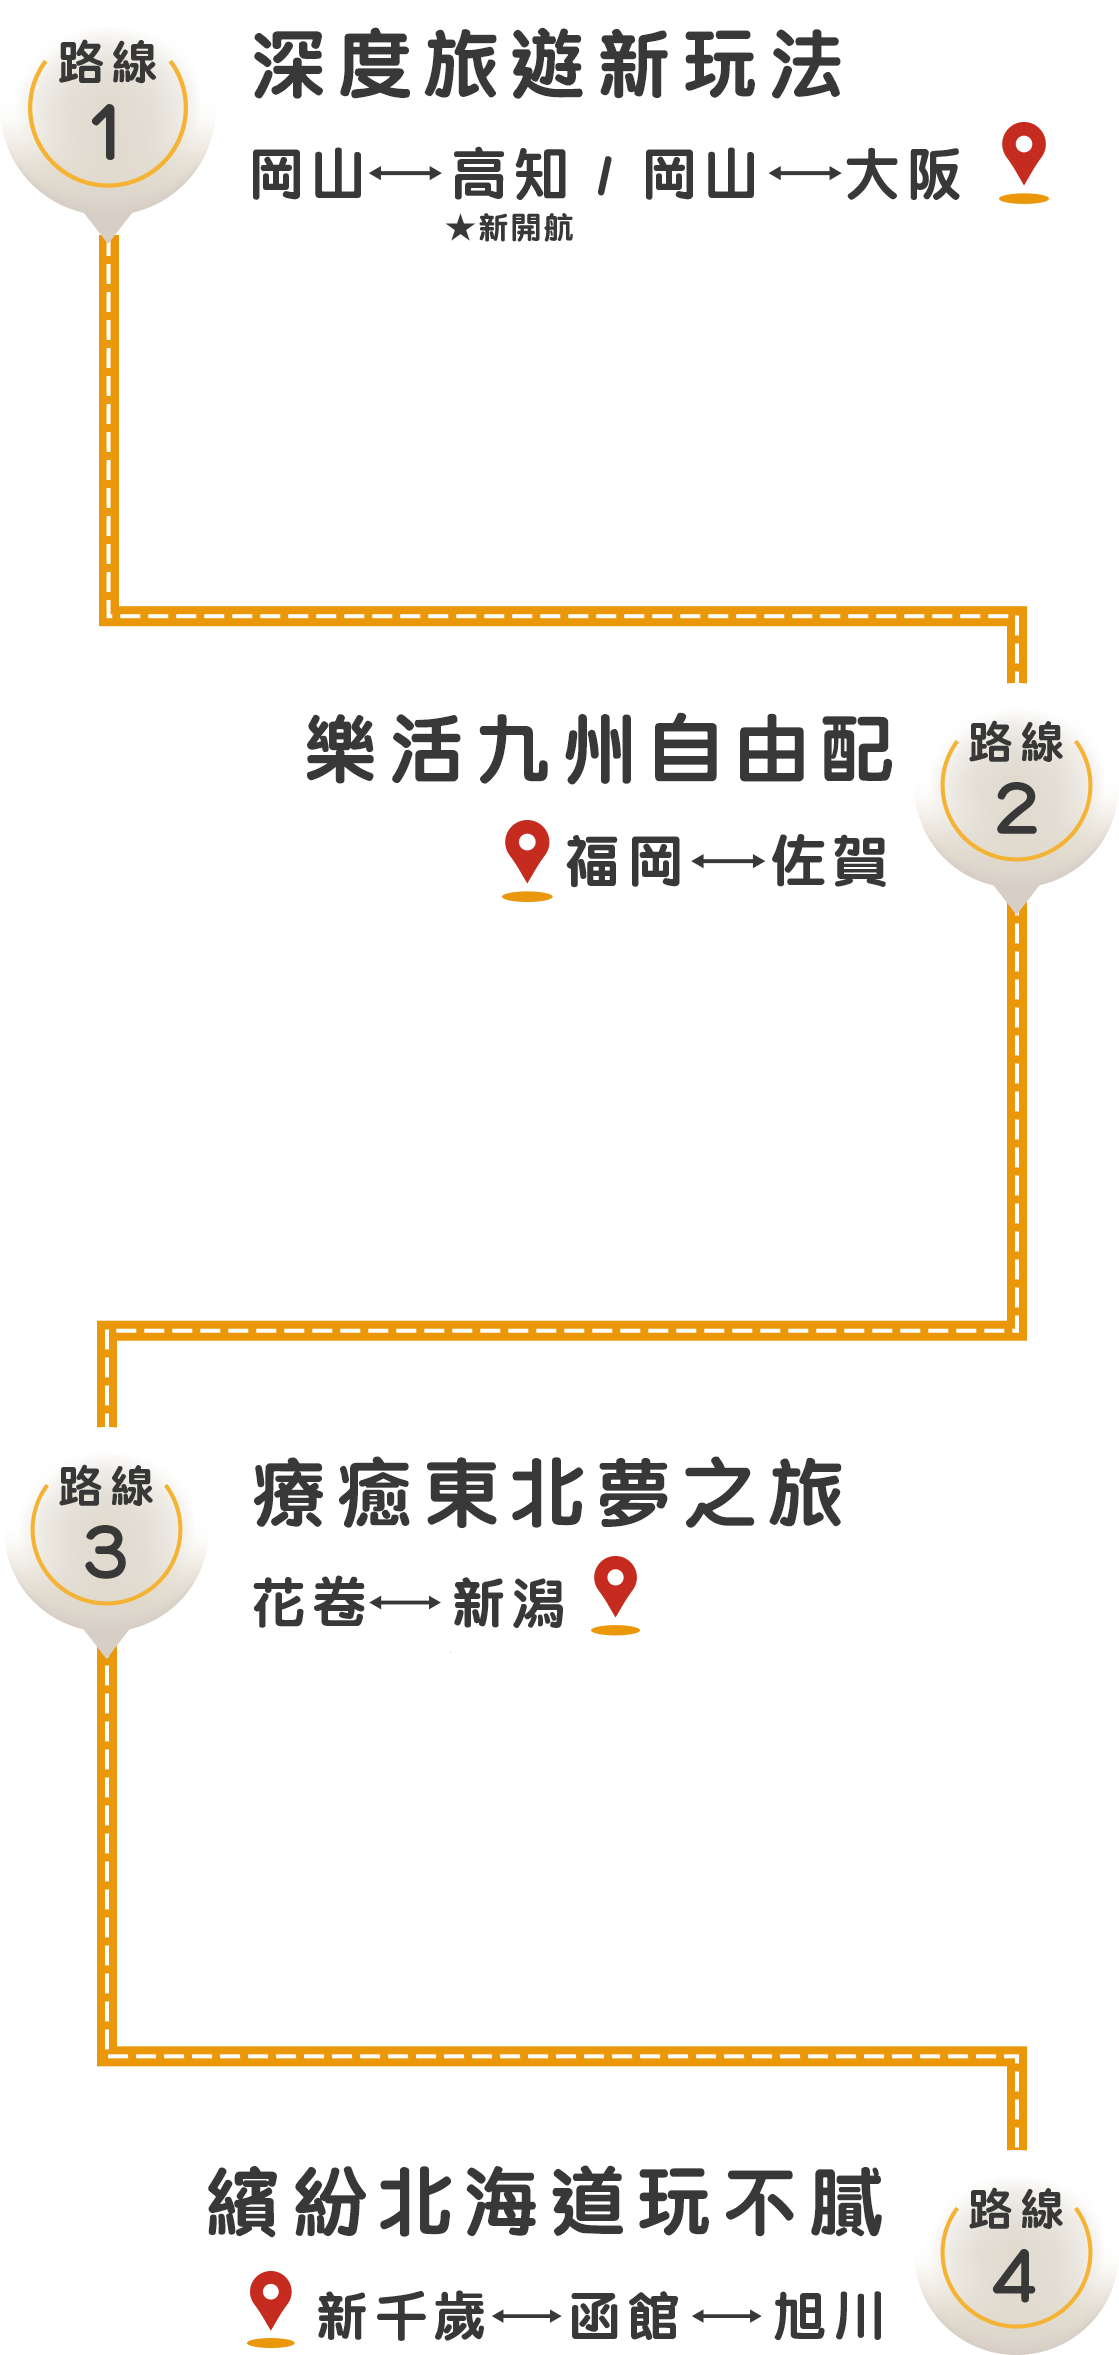 路線
1
深度旅遊新玩法
岡山↔高知 / 岡山↔大阪
★新開航
樂活九州自由配
路線
2
福岡↔佐賀
路線
3
療癒東北夢之旅
花卷↔新潟
繽紛北海道玩不膩
路線
4
新千歲↔函館↔旭川